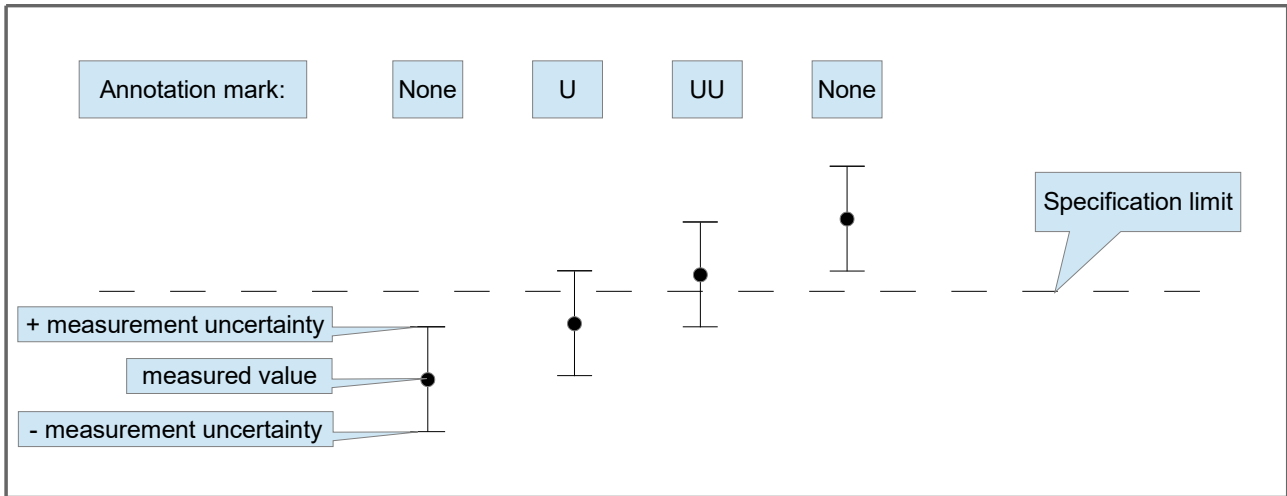 Annotation mark:
None
U
UU
None
Specification limit
+ measurement uncertainty
measured value
- measurement uncertainty